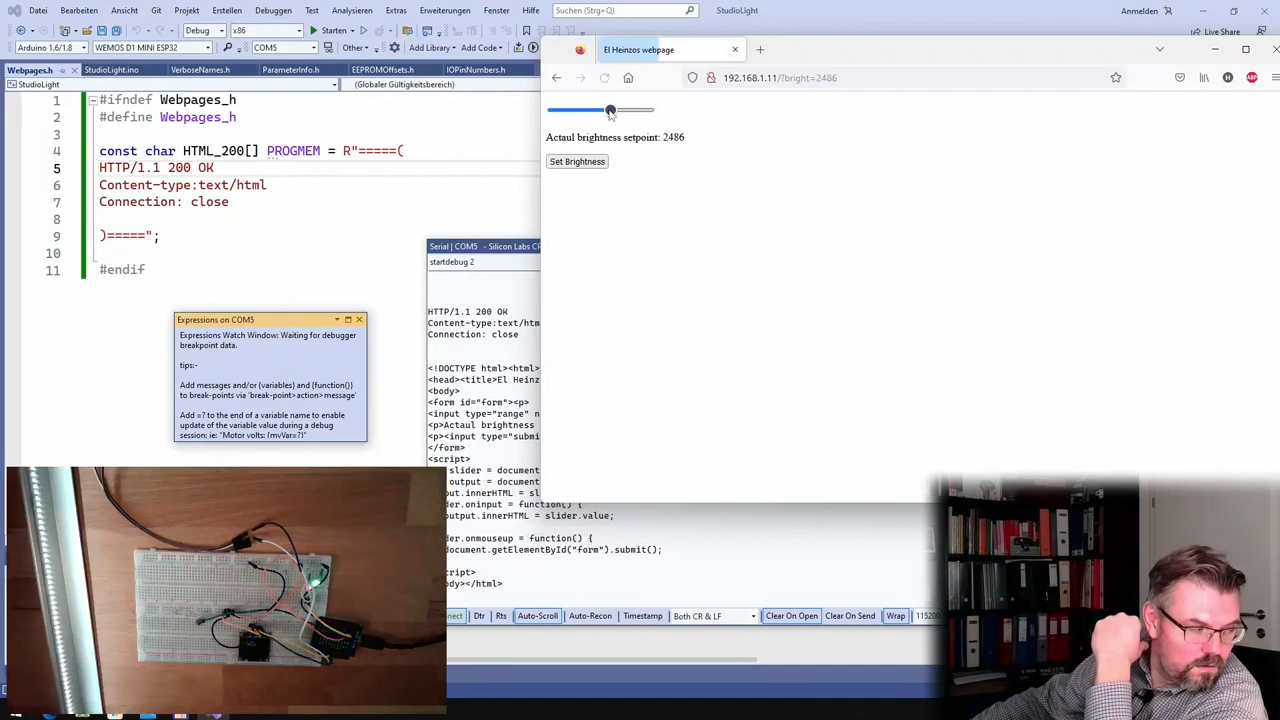 Datei
Bearbeiten
Ansicht
Git
Projekt
Erstellen
Debuggen
Test
Analysieren
Extras
Erweiterungen
Fenster
Hilfe
Suchen (Strg+Q)
StudioLight
Anmelden
Debug
x86
Starten
Live Share
Arduino 1.6/1.8
WEMOS D1 MINI ESP32
COM5
Other
Add Library
Add Code
Webpages.h
StudioLight.ino
VerboseNames.h
ParameterInfo.h
EEPROMOffsets.h
IOPinNumbers.h
StudioLight
(Globaler Gültigkeitsbereich)
1 #ifndef Webpages_h
2 #define Webpages_h
3
4 const char HTML_200[] PROGMEM = R"=====(
5 HTTP/1.1 200 OK
6 Content-type:text/html
7 Connection: close
8
9 )=====";
10
11 #endif
El Heinzos webpage
192.168.1.11/?bright=2486
Actaul brightness setpoint: 2486
Set Brightness
Expressions on COM5
Expressions Watch Window: Waiting for debugger
breakpoint data.
tips:-
Add messages and/or {variables} and {function()}
to break-points via 'break-point>action>message'
Add =? to the end of a variable name to enable
update of the variable value during a debug
session: ie: "Motor volts: {myVar=?}"
Serial | COM5 - Silicon Labs CP
startdebug 2
HTTP/1.1 200 OK
Content-type:text/htm
Connection: close
<!DOCTYPE html><html>
<head><title>El Heinz
<body>
<form id="form"><p>
<input type="range" n
<p>Actaul brightness
<p><input type="submi
</form>
<script>
slider = document
output = document
put.innerHTML = sl
der.oninput = function() {
output.innerHTML = slider.value;
der.onmouseup = function() {
document.getElementById("form").submit();
cript>
ody></html>
nect
Dtr
Rts
Auto-Scroll
Auto-Recon
Timestamp
Both CR & LF
Clear On Open
Clear On Send
Wrap
115200